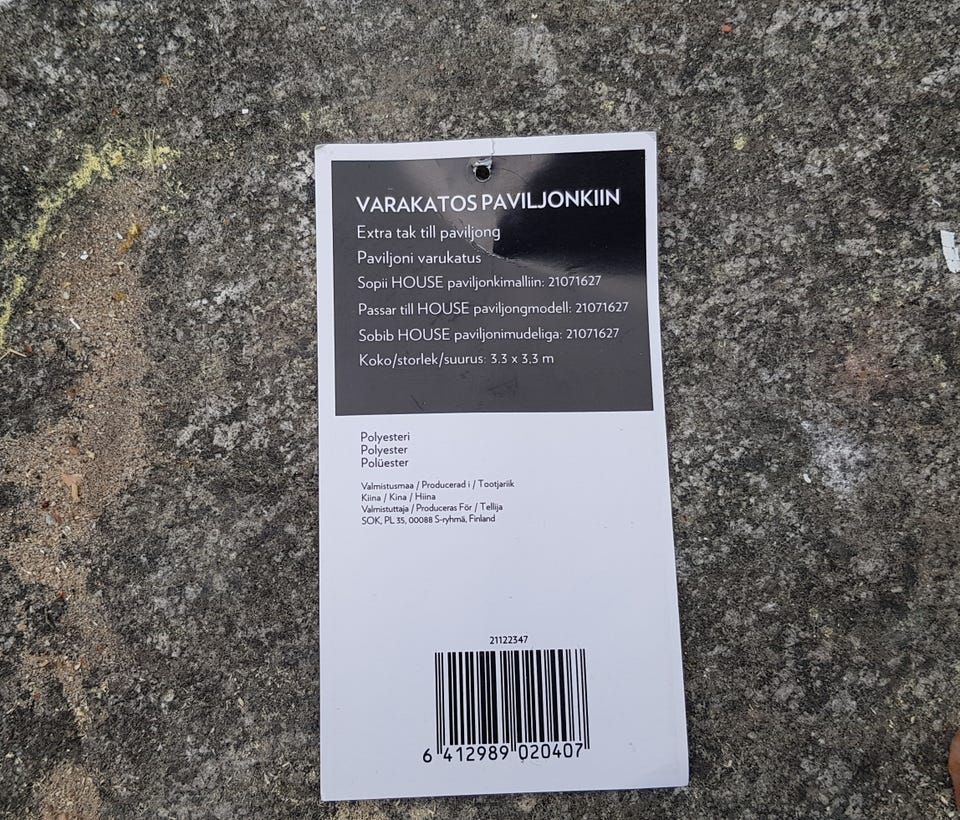 VARAKATOS PAVILJONKIIN
Extra tak till paviljong
Paviljoni varukatus
Sopii HOUSE paviljonkimalliin: 21071627
Passar till HOUSE paviljongmodell: 21071627
Sobib HOUSE paviljonimudeliga: 21071627
Koko/storlek/suurus: 3.3 x 3,3 m
Polyesteri
Polyester
Polüester
Valmistusmaa / Producerad i / Tootjariik
Kiina / Kina / Hiina
Valmistuttaja / Produceras För / Tellija
SOK, PL 35, 00088 S-ryhmä, Finland
21122347
6 412989 020407